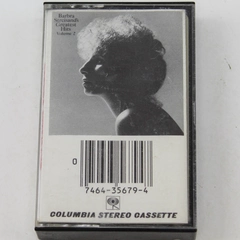 Barbra
Streisand's
Greatest
Hits
Volume 2
0
7464-35679-4
COLUMBIA STEREO CASSETTE